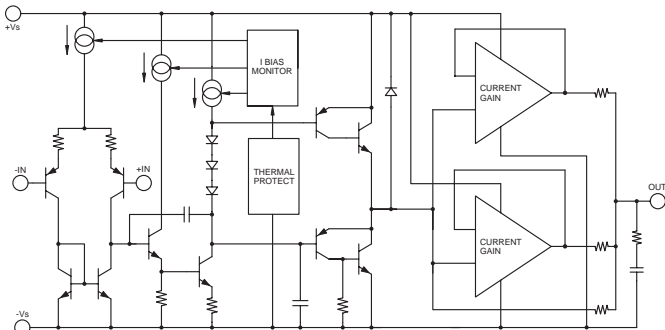 +Vs
I BIAS
MONITOR
CURRENT
GAIN
THERMAL
PROTECT
-IN
+IN
OUT
CURRENT
GAIN
-Vs